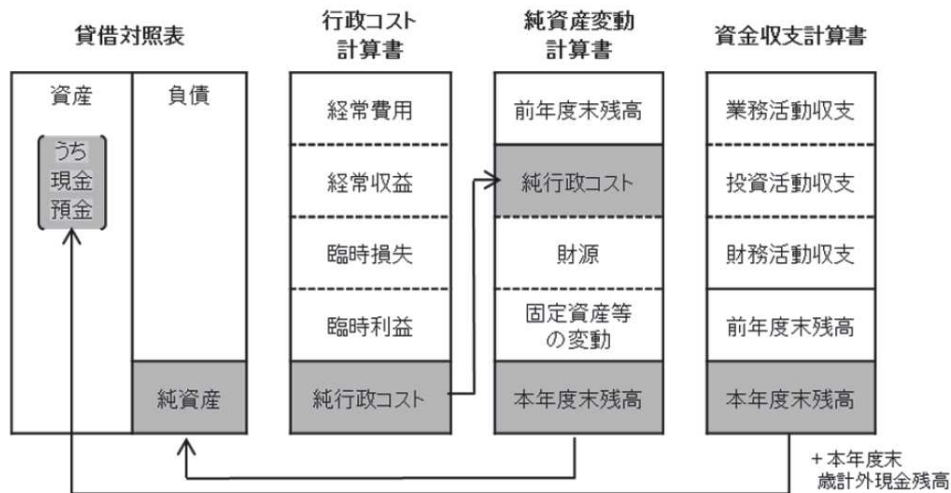 貸借対照表
資産
うち
現金
預金
負債
純資産
行政コスト
計算書
経常費用
経常収益
臨時損失
臨時利益
純行政コスト
純資産変動
計算書
前年度末残高
純行政コスト
財源
固定資産等
の変動
本年度末残高
資金収支計算書
業務活動収支
投資活動収支
財務活動収支
前年度末残高
本年度末残高
+本年度末
歳計外現金残高